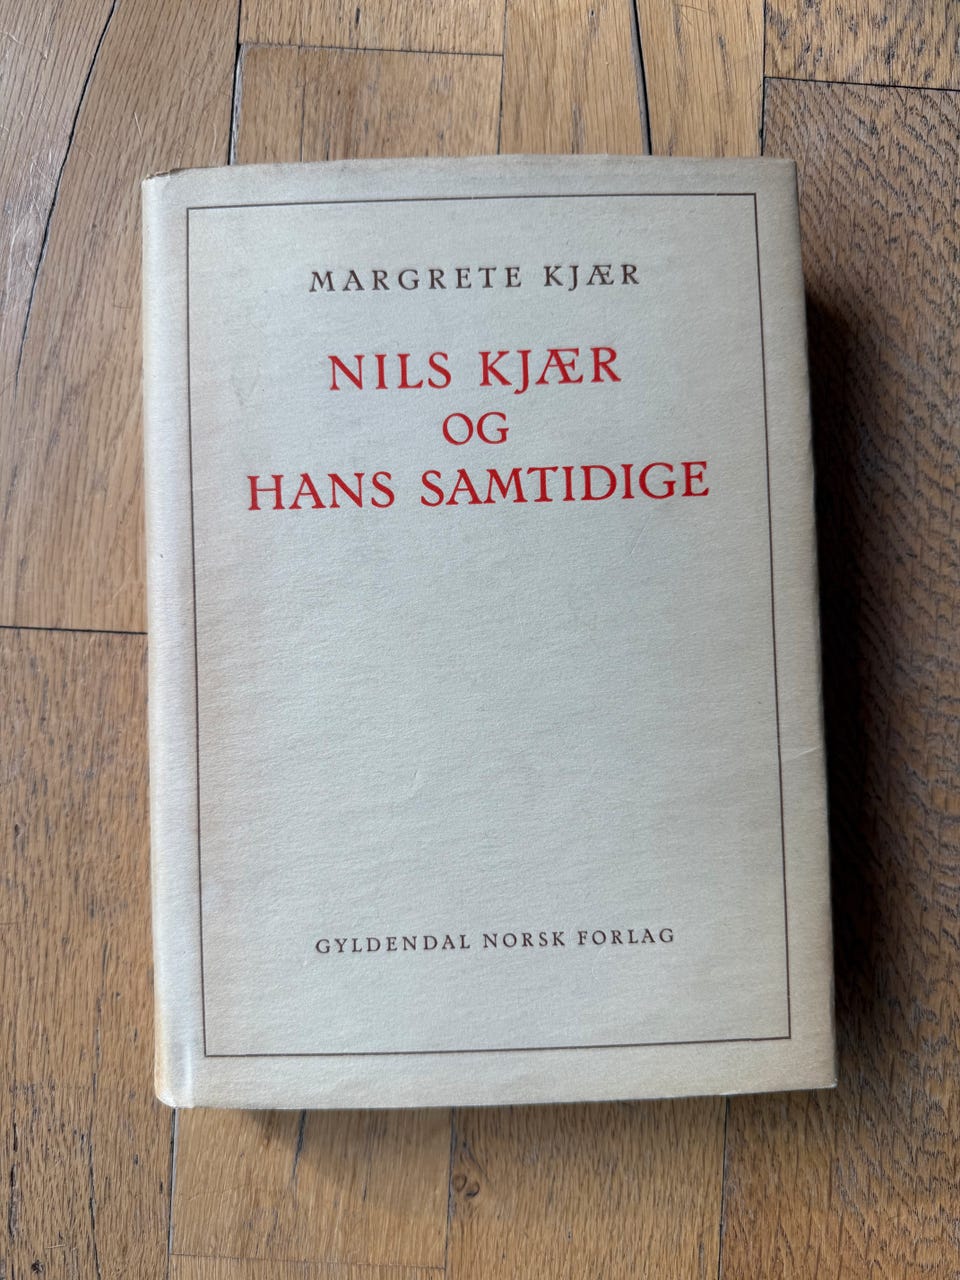 MARGRETE KJÆR
NILS KJÆR
OG
HANS SAMTIDIGE
GYLDENDAL NORSK FORLAG